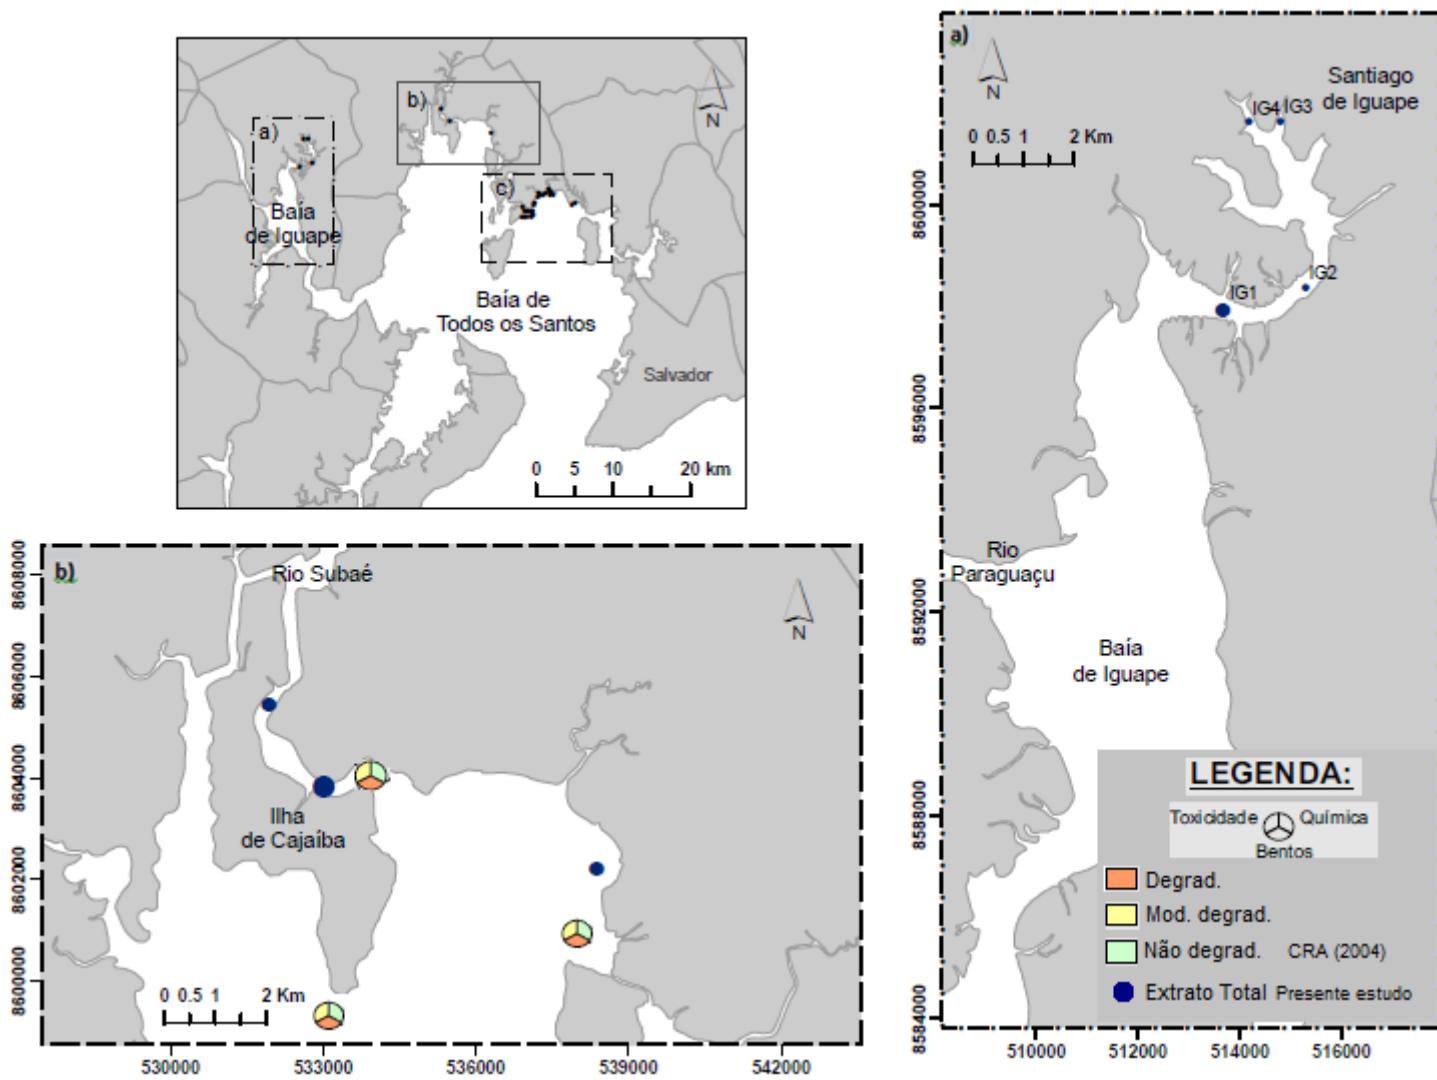 a)
b)
c)
N
Baía
de Iguape
Baía de
Todos os Santos
Salvador
0 5 10 20 km
a)
N
0 0.5 1 2 Km
Santiago
de Iguape
IG4 IG3
IG2
IG1
Rio
Paraguaçu
Baía
de Iguape
8600000
8596000
8592000
8588000
8584000
510000 512000 514000 516000
LEGENDA:
Toxicidade Química
Bentos
Degrad.
Mod. degrad.
Não degrad. CRA (2004)
Extrato Total Presente estudo
b)
Rio Subaé
N
Ilha
de Cajaíba
0 0.5 1 2 Km
8608000
8606000
8604000
8602000
8600000
530000 533000 536000 539000 542000